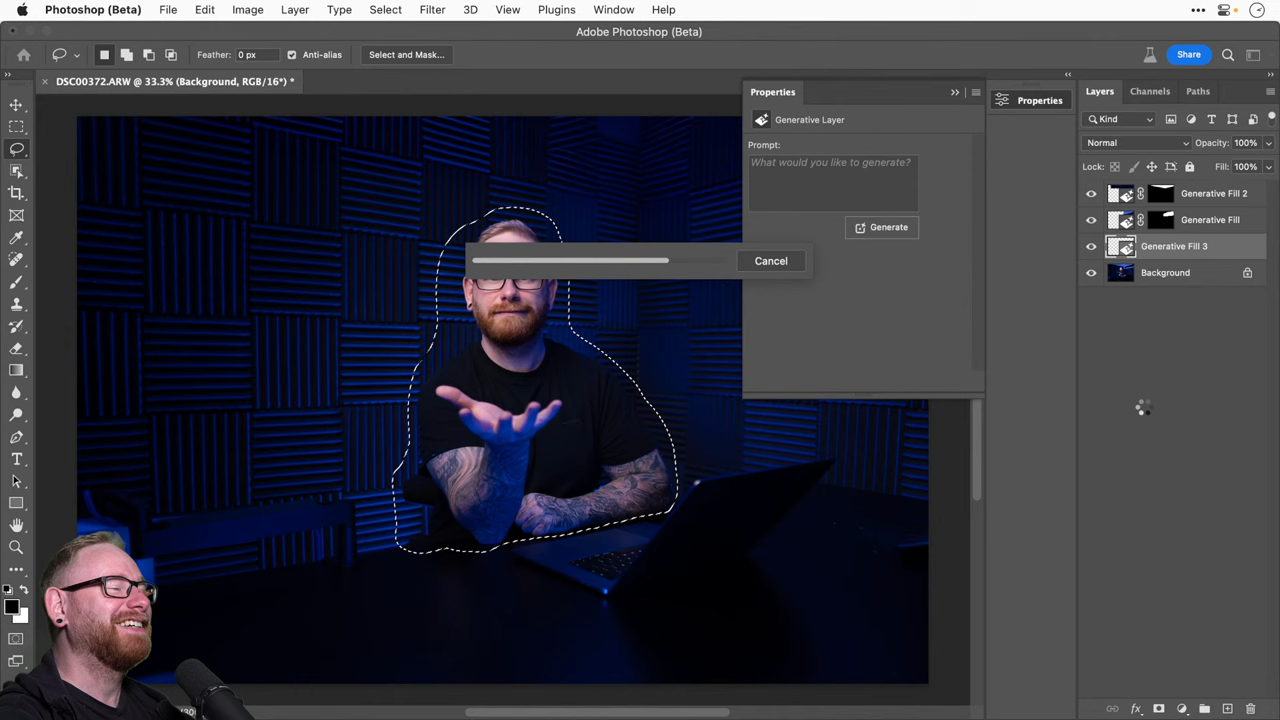 Photoshop (Beta) File Edit Image Layer Type Select Filter 3D View Plugins Window Help
Adobe Photoshop (Beta)
Feather: 0 px Anti-alias Select and Mask... Share
DSC00372.ARW @ 33.3% (Background, RGB/16*) *
Properties
Properties
Layers Channels Paths
Generative Layer
Kind
Prompt:
Normal Opacity: 100%
What would you like to generate?
Lock: Fill: 100%
Generative Fill 2
Generate
Generative Fill
Generative Fill 3
Cancel
Background